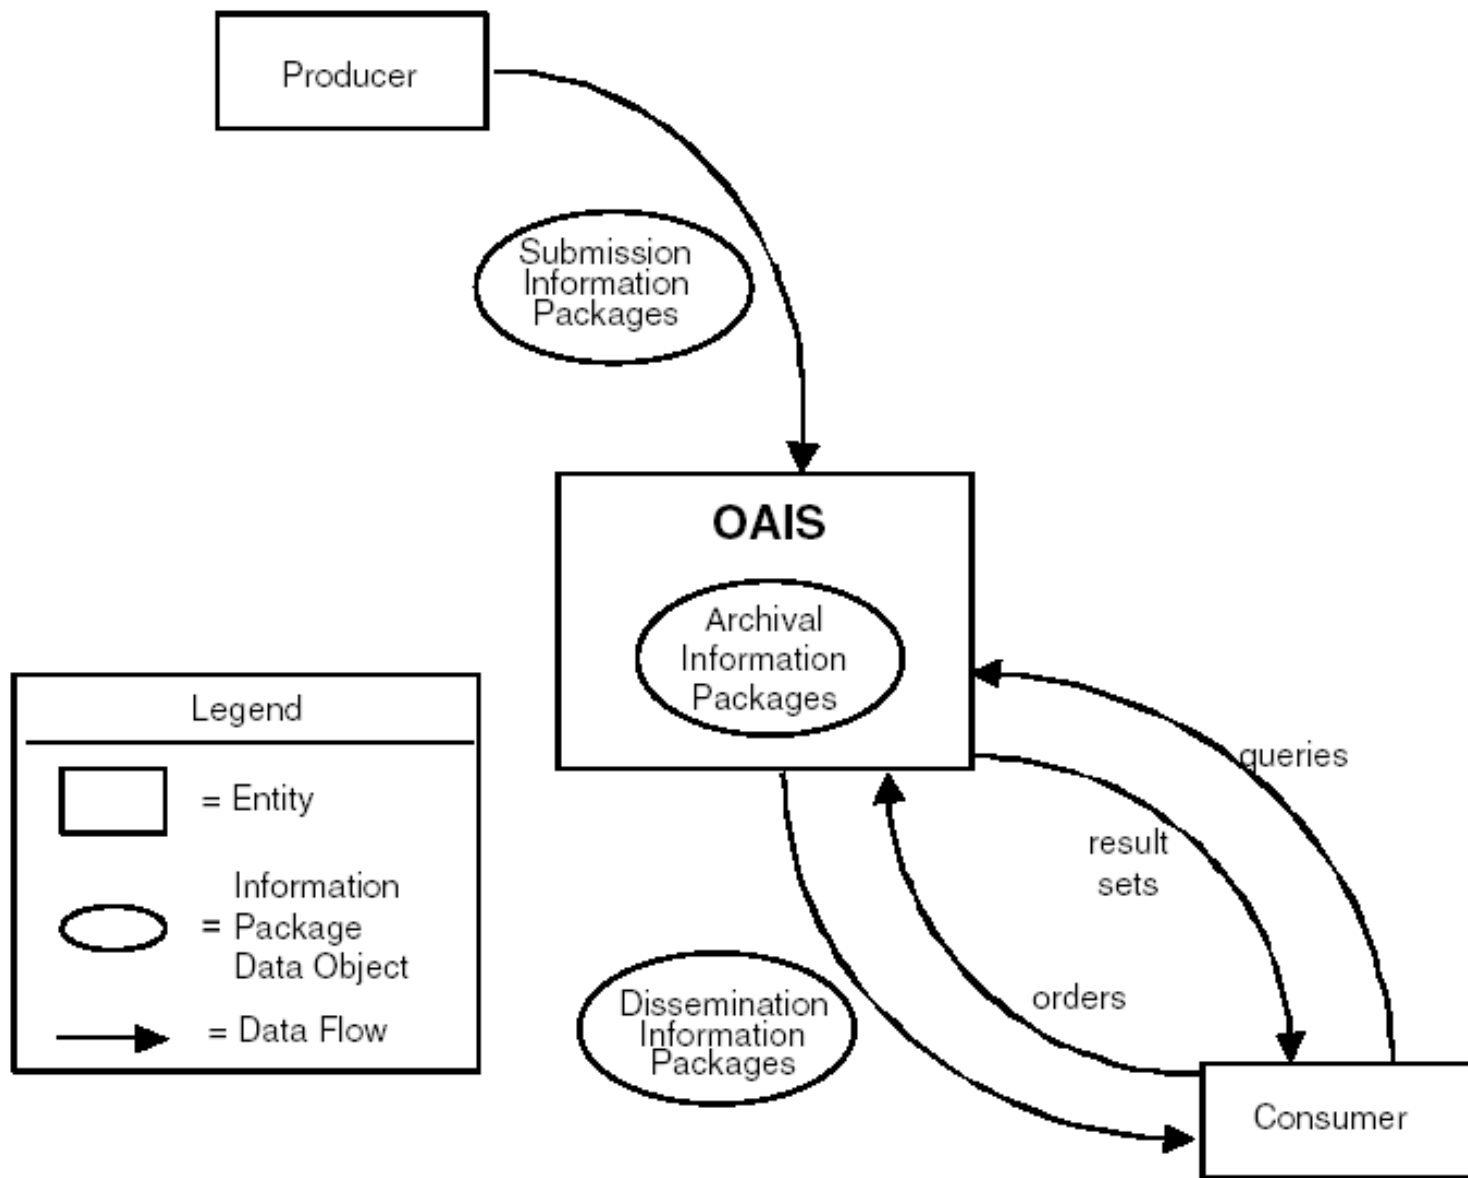 Producer
Submission
Information
Packages
OAIS
Archival
Information
Packages
queries
result
sets
orders
Dissemination
Information
Packages
Consumer
Legend
= Entity
Information
= Package
Data Object
= Data Flow